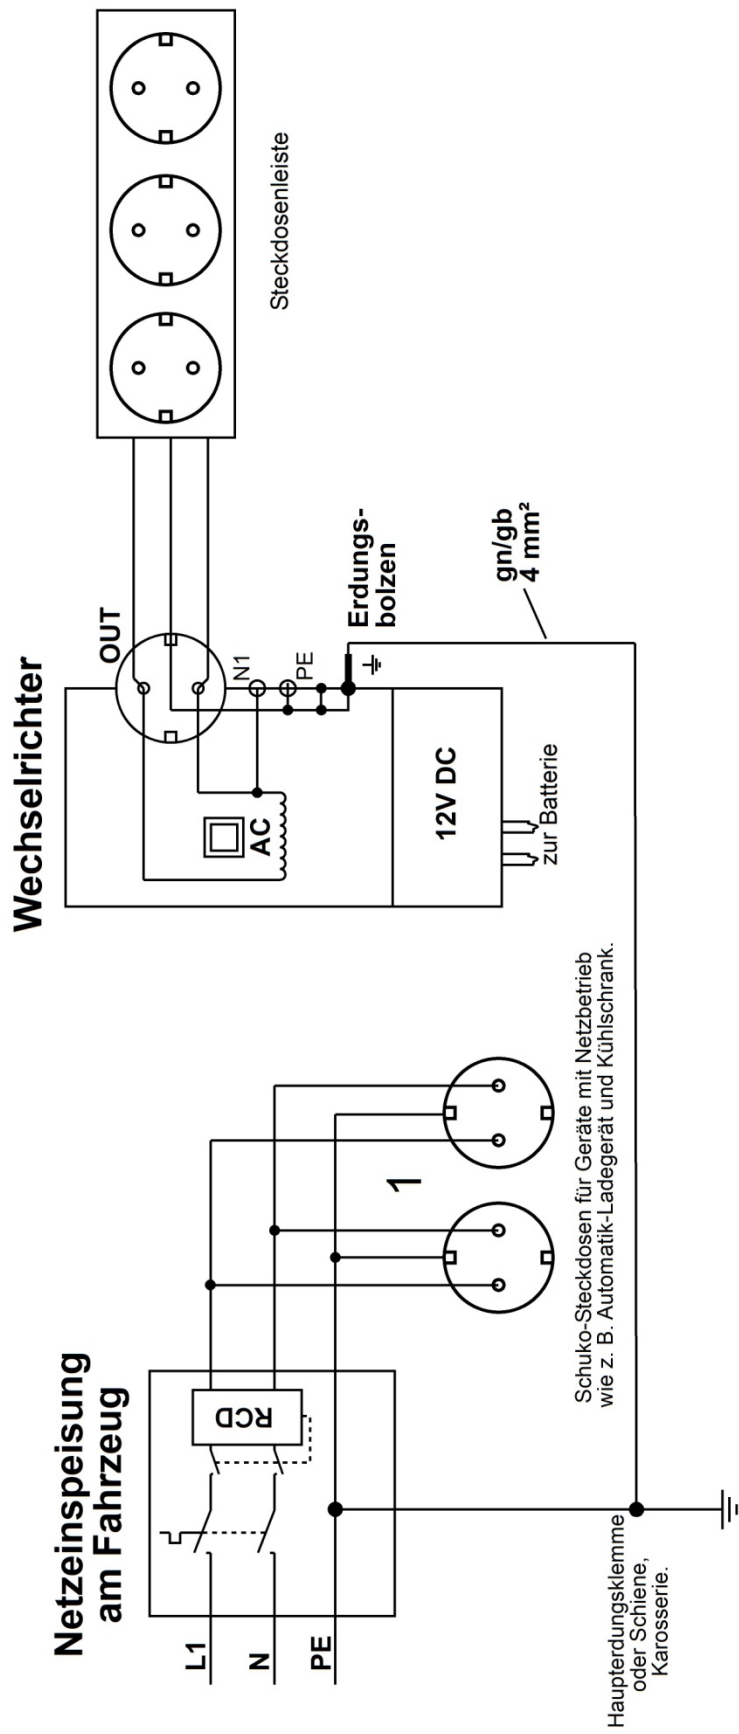 Netzeinspeisung
am Fahrzeug
L1
N
PE
RCD
1
Schuko-Steckdosen für Geräte mit Netzbetrieb
wie z. B. Automatik-Ladegerät und Kühlschrank.
Haupterdungsklemme
oder Schiene,
Karosserie.
Wechselrichter
OUT
AC
N1
PE
12V DC
zur Batterie
Erdungs-
bolzen
gn/gb
4 mm²
Steckdosenleiste